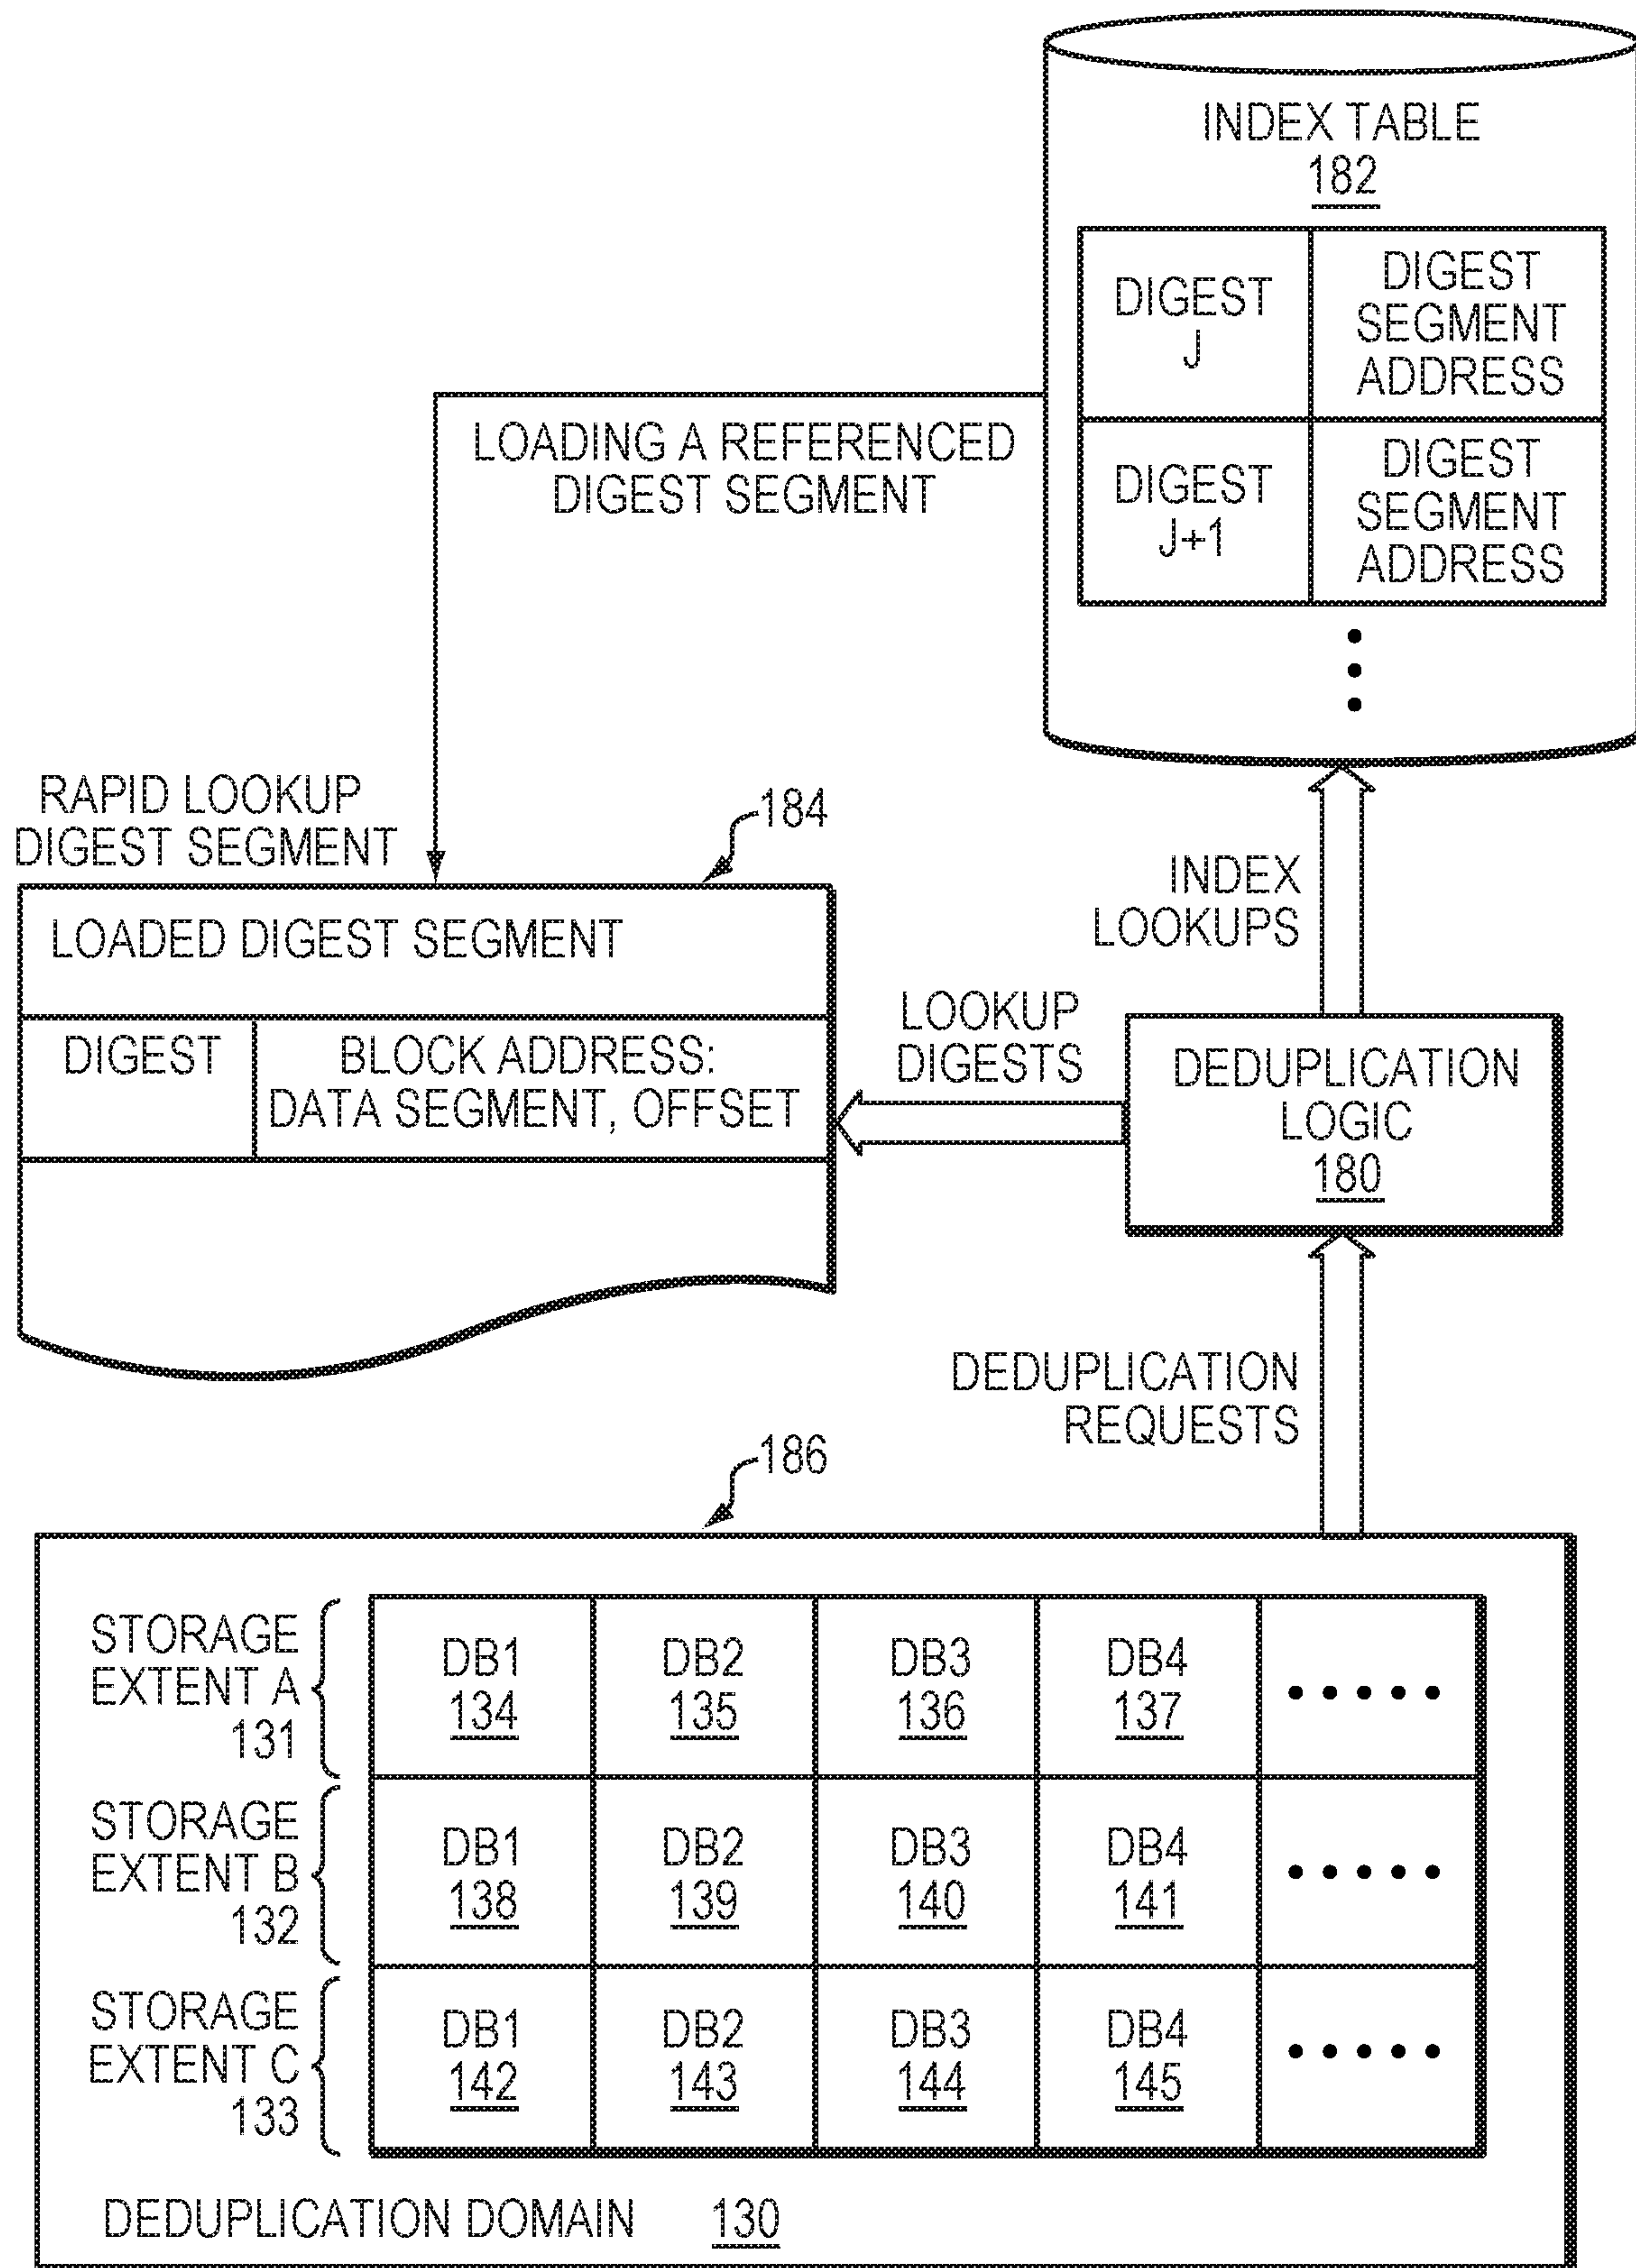 INDEX TABLE
182
DIGEST
J
DIGEST
SEGMENT
ADDRESS
DIGEST
J+1
DIGEST
SEGMENT
ADDRESS
LOADING A REFERENCED
DIGEST SEGMENT
RAPID LOOKUP
DIGEST SEGMENT
184
LOADED DIGEST SEGMENT
DIGEST
BLOCK ADDRESS:
DATA SEGMENT, OFFSET
INDEX
LOOKUPS
LOOKUP
DIGESTS
DEDUPLICATION
LOGIC
180
DEDUPLICATION
REQUESTS
186
STORAGE
EXTENT A
131
DB1
134
DB2
135
DB3
136
DB4
137
STORAGE
EXTENT B
132
DB1
138
DB2
139
DB3
140
DB4
141
STORAGE
EXTENT C
133
DB1
142
DB2
143
DB3
144
DB4
145
DEDUPLICATION DOMAIN 130